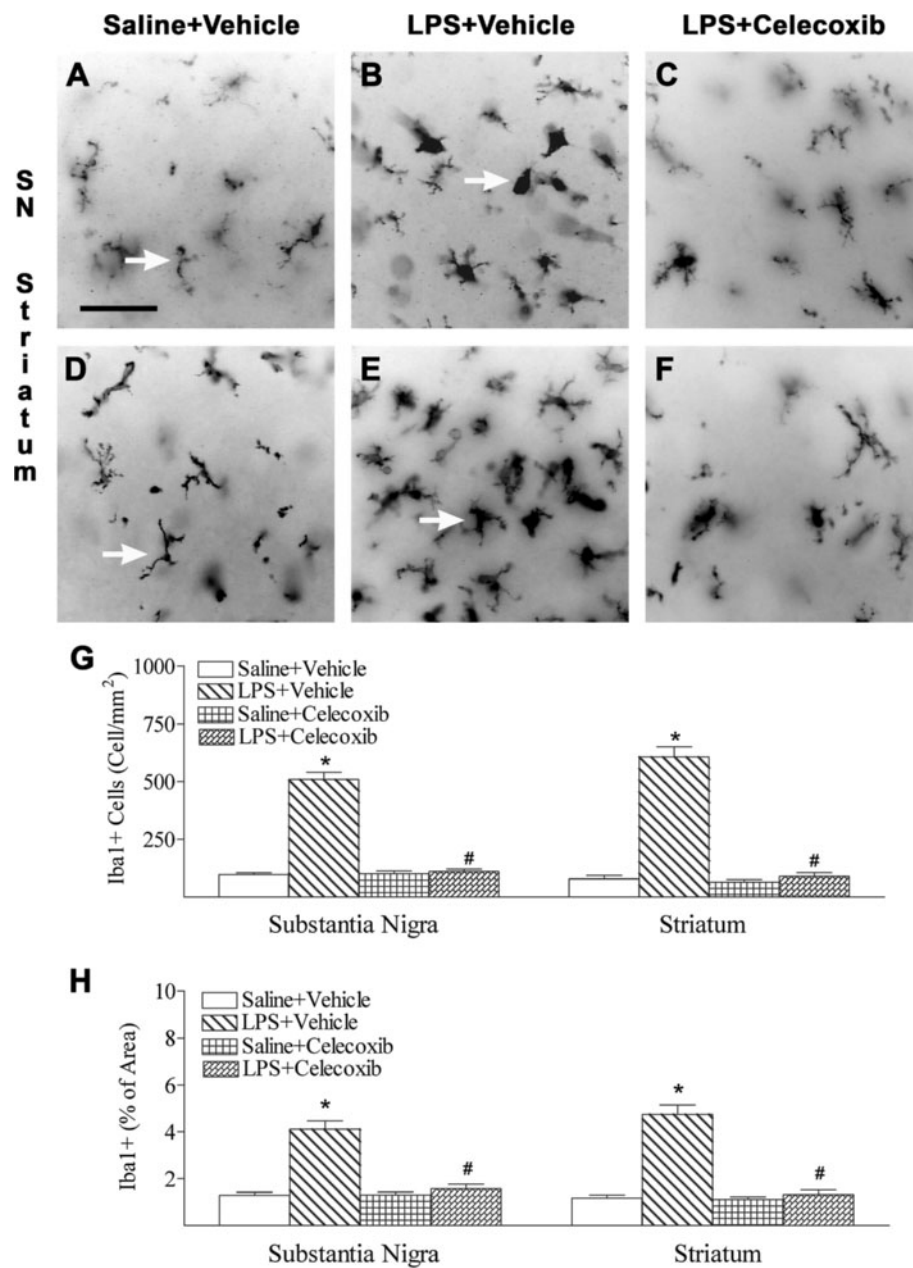 Saline+Vehicle LPS+Vehicle LPS+Celecoxib
A B C
SN
Striatum
D E F
G
1000
750
500
250
Iba1+ Cells (Cell/mm²)
Saline+Vehicle
LPS+Vehicle
Saline+Celecoxib
LPS+Celecoxib
* # * #
Substantia Nigra Striatum
H
10
8
6
4
2
Iba1+ (% of Area)
Saline+Vehicle
LPS+Vehicle
Saline+Celecoxib
LPS+Celecoxib
* # * #
Substantia Nigra Striatum